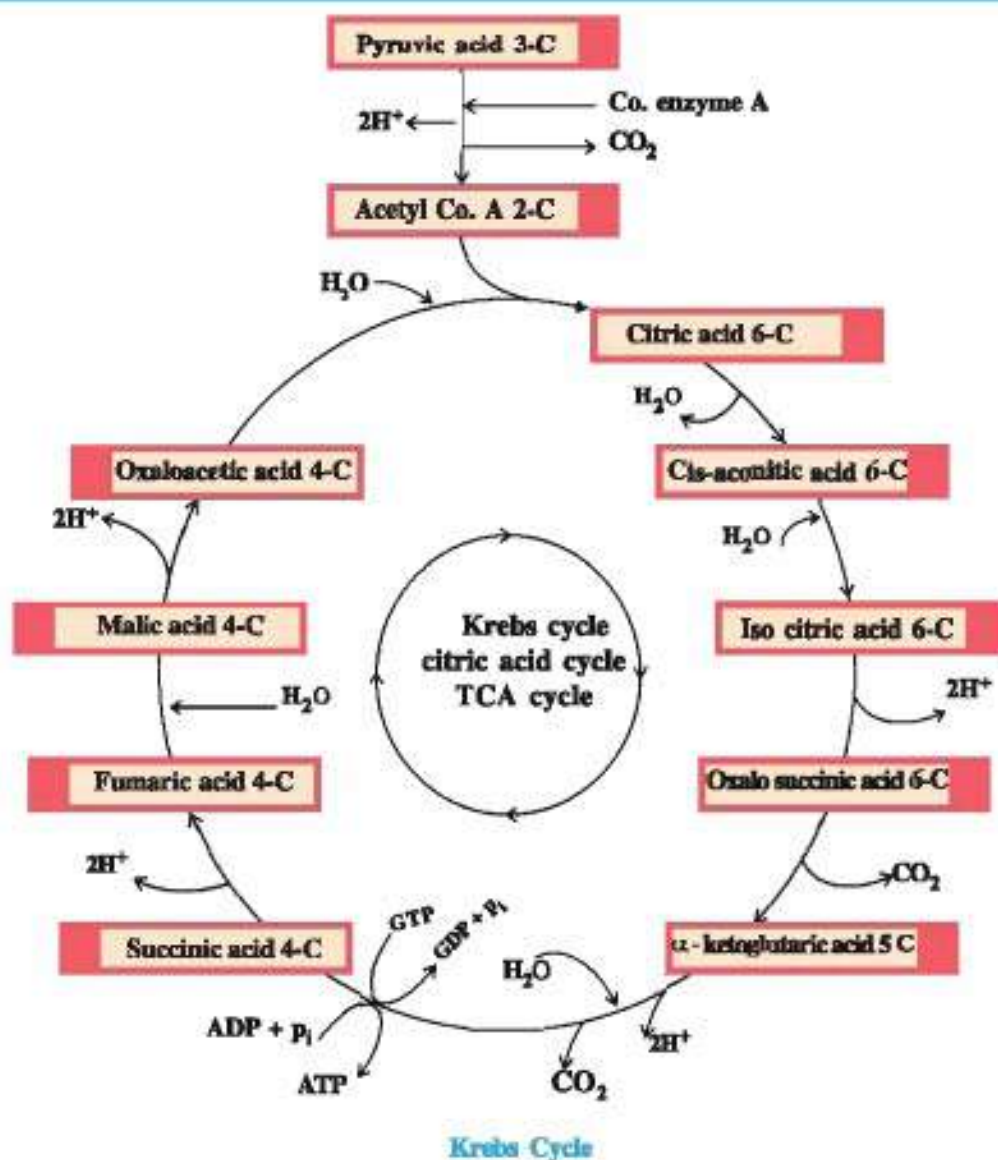 Pyruvic acid 3-C
Co. enzyme A
2H⁺
CO₂
Acetyl Co. A 2-C
H₂O
Citric acid 6-C
H₂O
Oxaloacetic acid 4-C
Cis-aconitic acid 6-C
2H⁺
H₂O
Malic acid 4-C
Krebs cycle
citric acid cycle
TCA cycle
Iso citric acid 6-C
H₂O
2H⁺
Fumaric acid 4-C
Oxalo succinic acid 6-C
2H⁺
CO₂
GTP
GDP + pᵢ
Succinic acid 4-C
α - ketoglutaric acid 5 C
H₂O
ADP + pᵢ
2H⁺
ATP
CO₂
Krebs Cycle